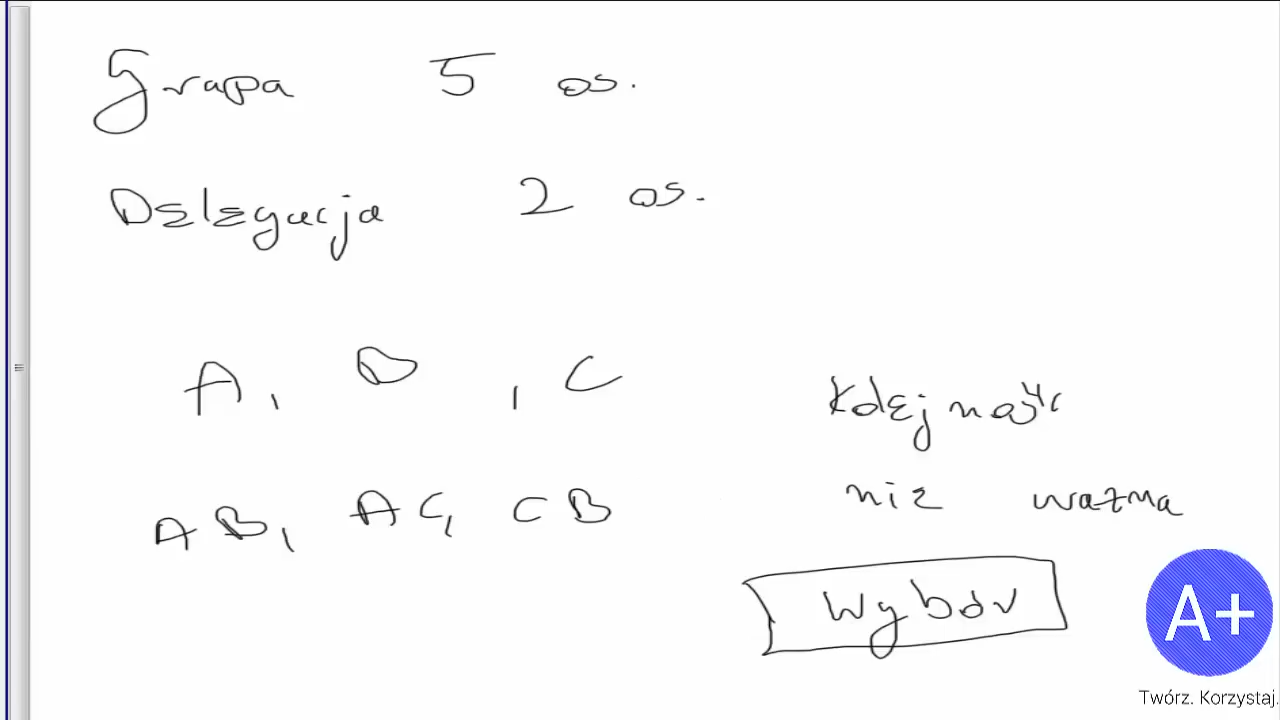 Grupa 5 os.
Delegacja 2 os.
A, B, C
AB, AC, CB
Kolejność
nie ważna
Wybór
A+
Twórz. Korzystaj.